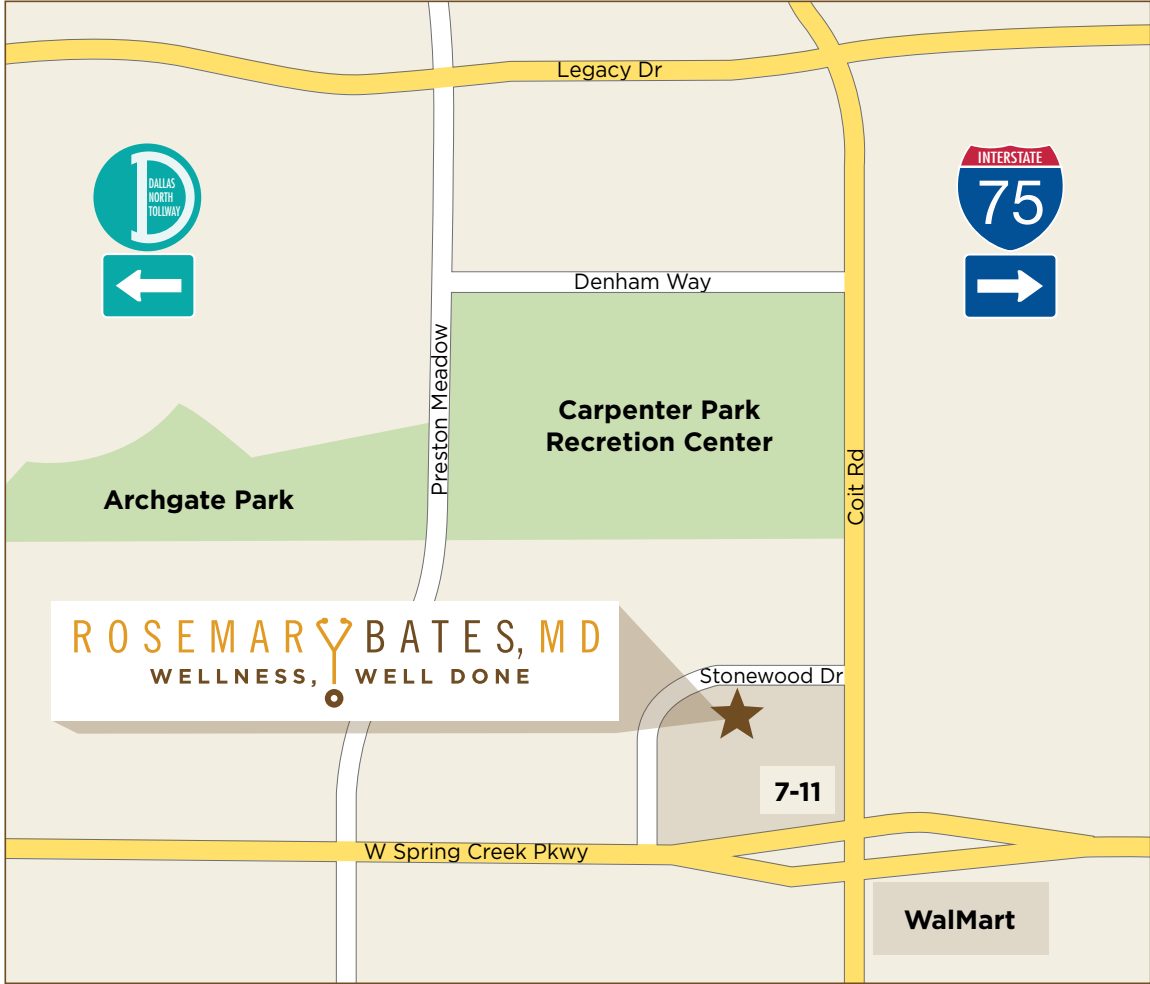 Legacy Dr
DALLAS
NORTH
TOLLWAY
INTERSTATE
75
Denham Way
Preston Meadow
Carpenter Park
Recretion Center
Coit Rd
Archgate Park
ROSEMARY BATES, MD
WELLNESS, WELL DONE
Stonewood Dr
7-11
W Spring Creek Pkwy
WalMart